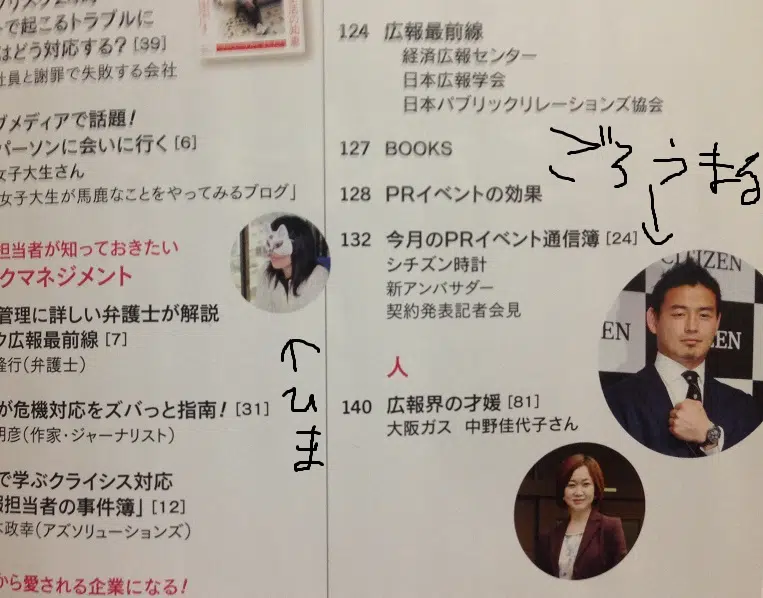 で起こるトラブルに
はどう対応する？[39]
社員と謝罪で失敗する会社
ブメディアで話題！
パーソンに会いに行く[6]
女子大生さん
女子大生が馬鹿なことをやってみるブログ」
担当者が知っておきたい
クマネジメント
管理に詳しい弁護士が解説
ク広報最前線[7]
隆行（弁護士）
が危機対応をズバっと指南！[31]
明彦（作家・ジャーナリスト）
で学ぶクライシス対応
報担当者の事件簿」[12]
政幸（アズソリューションズ）
から愛される企業になる！
↑
ひま
124 広報最前線
経済広報センター
日本広報学会
日本パブリックリレーションズ協会
127 BOOKS
128 PRイベントの効果
132 今月のPRイベント通信簿[24]
シチズン時計
新アンバサダー
契約発表記者会見
人
140 広報界の才媛[81]
大阪ガス 中野佳代子さん
ごろうまる
↓
CITIZEN
EN
ZEN